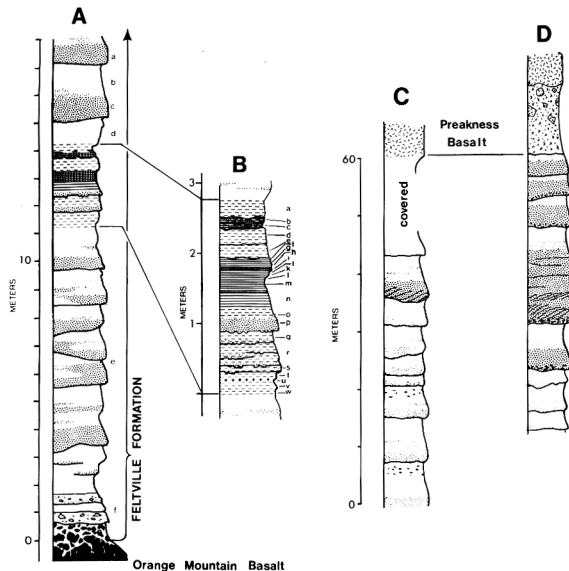 A
a
b
c
d
10
METERS
e
f
0
FELTVILLE FORMATION
Orange Mountain Basalt
B
3
2
1
METERS
a
b
c
d
h
i
k
l
m
n
o
p
q
r
s
t
u
v
w
C
Preakness
Basalt
60
covered
METERS
0
D